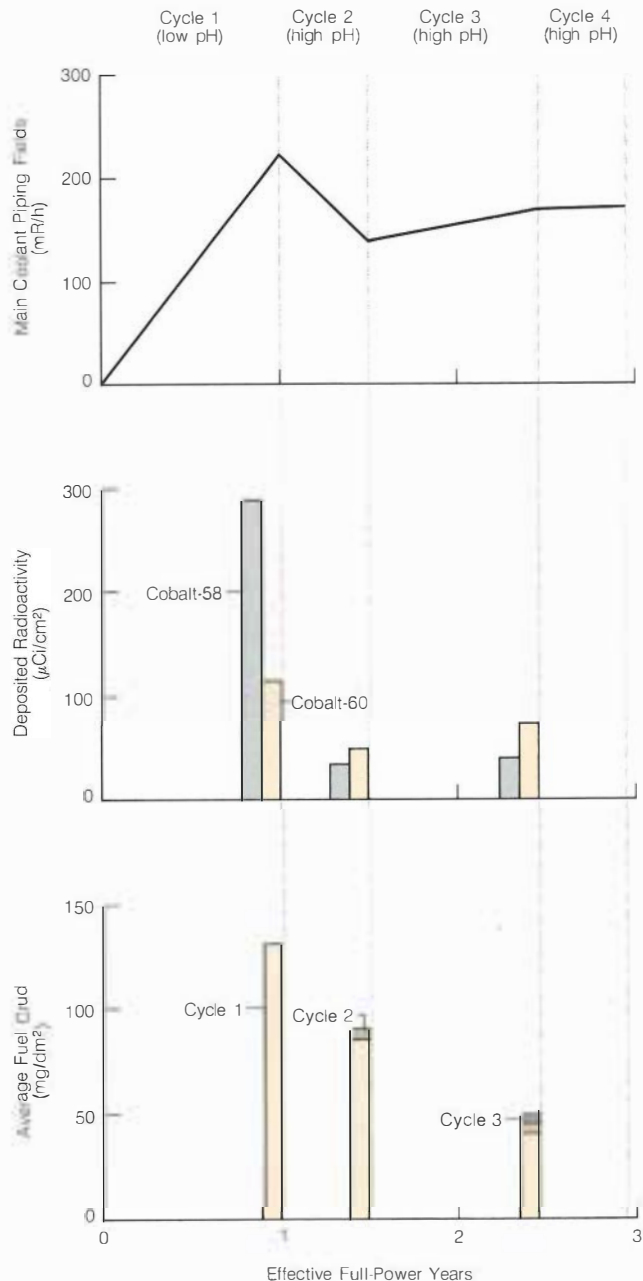 Cycle 1 Cycle 2 Cycle 3 Cycle 4
(low pH) (high pH) (high pH) (high pH)
300
200
100
0
Main Coolant Piping Fields
(mR/h)
300
200
100
0
Deposited Radioactivity
(μCi/cm²)
Cobalt-58
Cobalt-60
150
100
50
0
Average Fuel Crud
(mg/dm²)
Cycle 1
Cycle 2
Cycle 3
0 1 2 3
Effective Full-Power Years